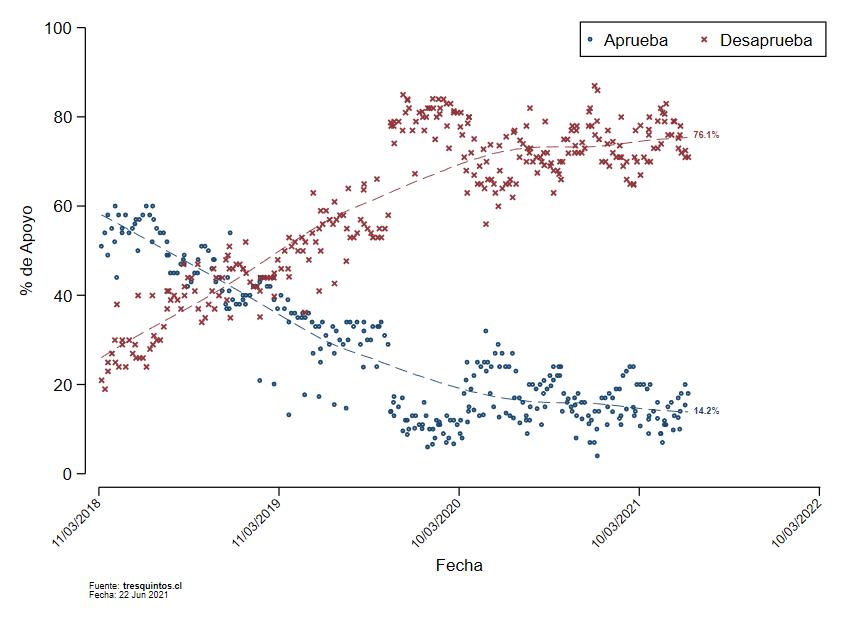 Aprueba
Desaprueba
% de Apoyo
100
80
60
40
20
0
76.1%
14.2%
11/03/2018
11/03/2019
10/03/2020
10/03/2021
10/03/2022
Fecha
Fuente: tresquintos.cl
Fecha: 22 Jun 2021